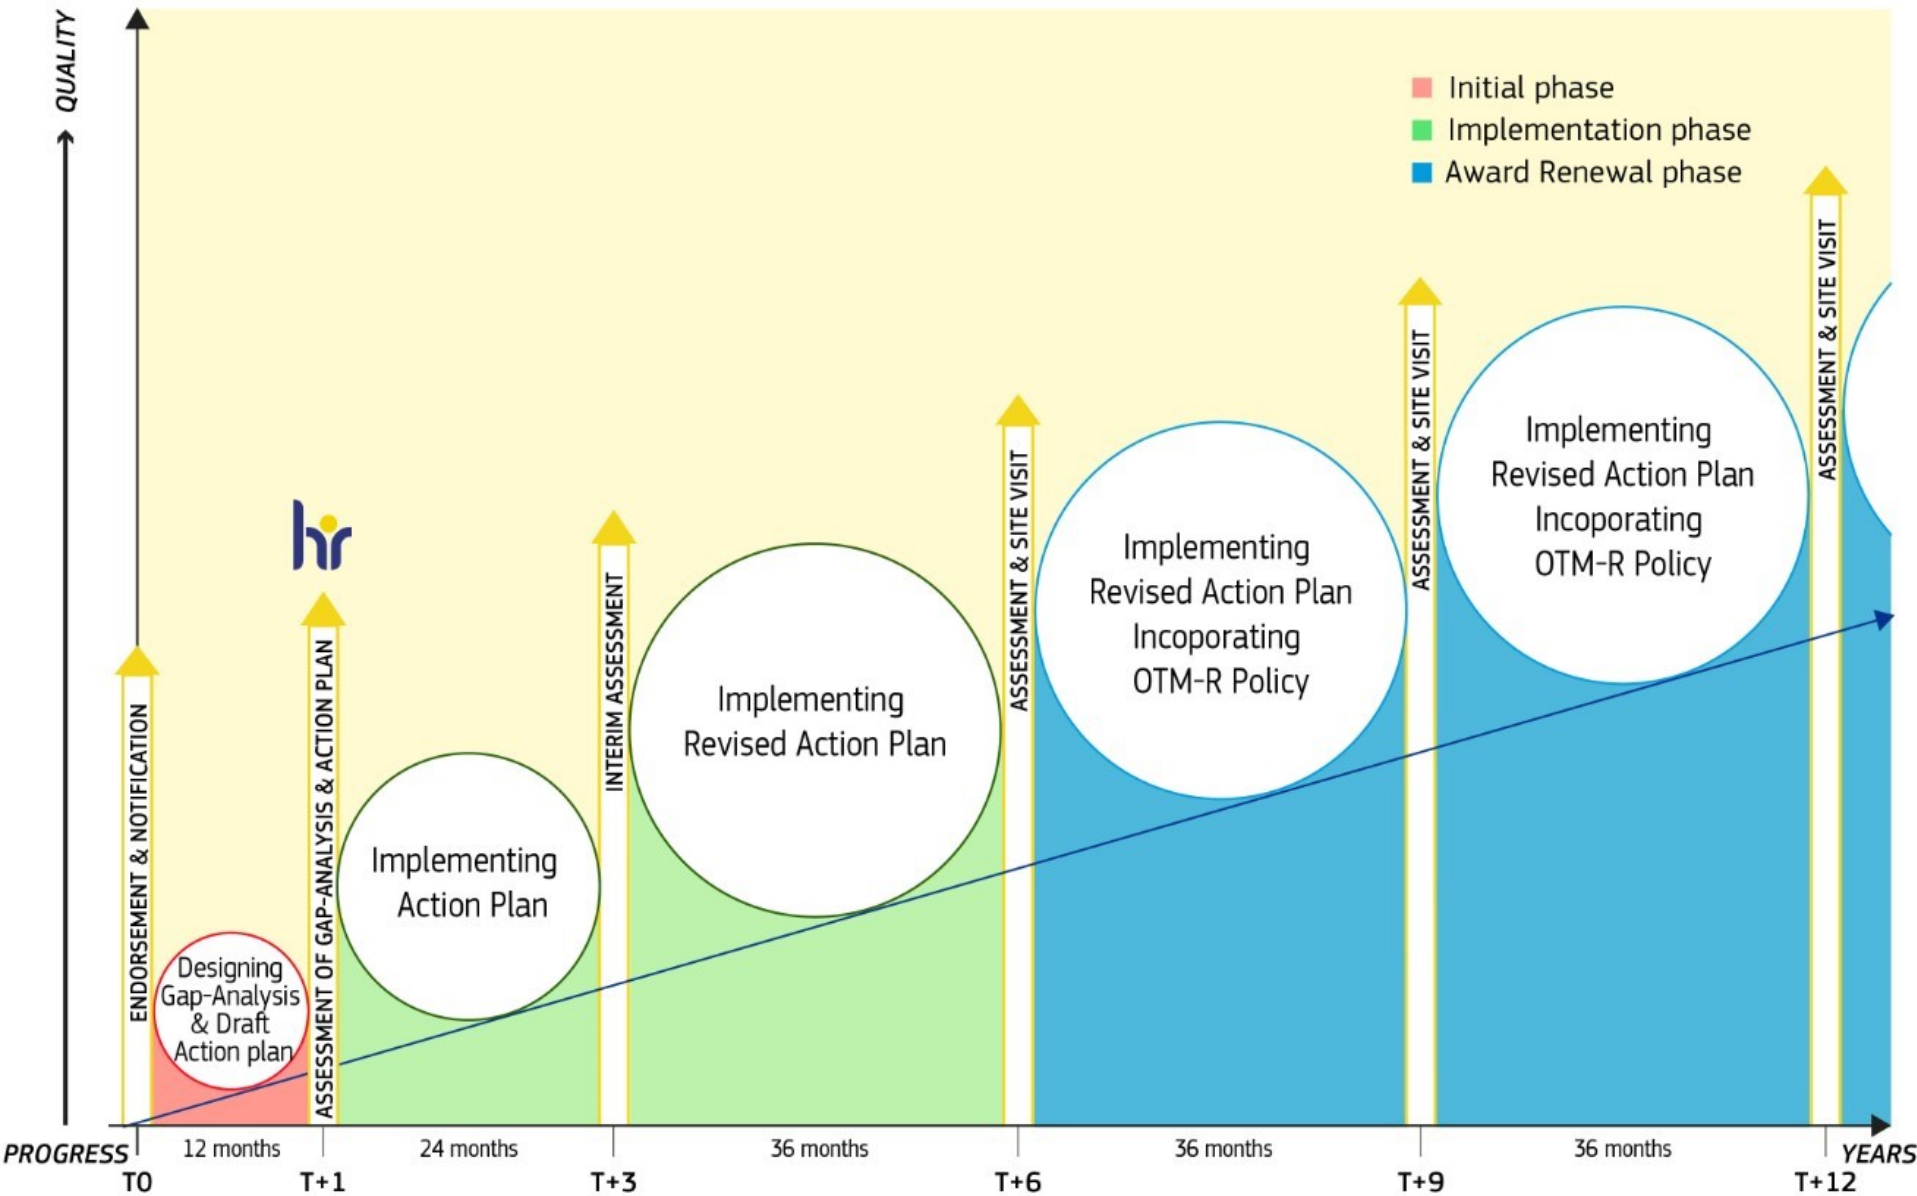 QUALITY
Initial phase
Implementation phase
Award Renewal phase
hr
ENDORSEMENT & NOTIFICATION
Designing
Gap-Analysis
& Draft
Action plan
ASSESSMENT OF GAP-ANALYSIS & ACTION PLAN
Implementing
Action Plan
INTERIM ASSESSMENT
Implementing
Revised Action Plan
ASSESSMENT & SITE VISIT
Implementing
Revised Action Plan
Incoporating
OTM-R Policy
ASSESSMENT & SITE VISIT
Implementing
Revised Action Plan
Incoporating
OTM-R Policy
ASSESSMENT & SITE VISIT
PROGRESS 12 months 24 months 36 months 36 months 36 months YEARS
T0 T+1 T+3 T+6 T+9 T+12